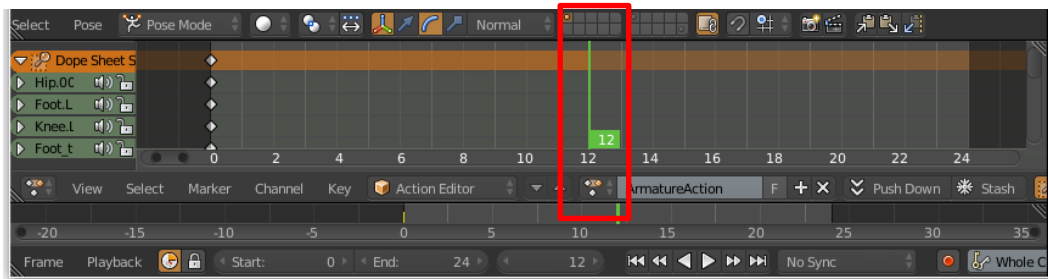 Select Pose Pose Mode Normal
Dope Sheet S
Hip.0C
Foot.L
Knee.L
12
Foot_t
0 2 4 6 8 10 12 14 16 18 20 22 24
View Select Marker Channel Key Action Editor ArmatureAction F Push Down Stash
-20 -15 -10 -5 0 5 10 15 20 25 30 35
Frame Playback Start: 0 End: 24 12 No Sync Whole C